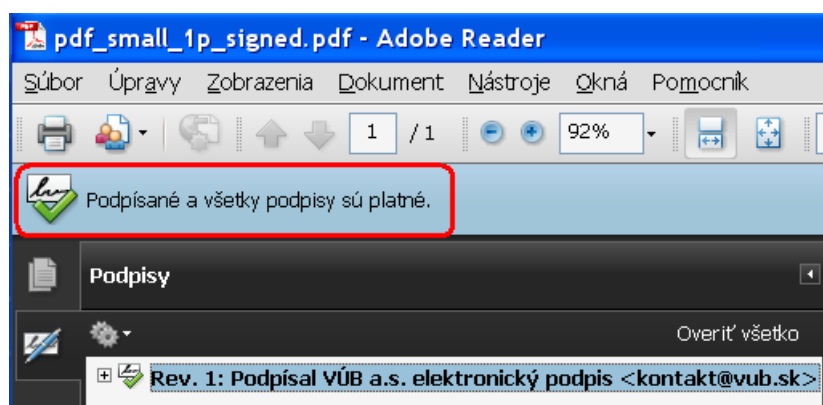 pdf_small_1p_signed.pdf - Adobe Reader
Súbor Úpravy Zobrazenia Dokument Nástroje Okná Pomocník
1 / 1 92%
Podpísané a všetky podpisy sú platné.
Podpisy
Overiť všetko
Rev. 1: Podpísal VÚB a.s. elektronický podpis <kontakt@vub.sk>